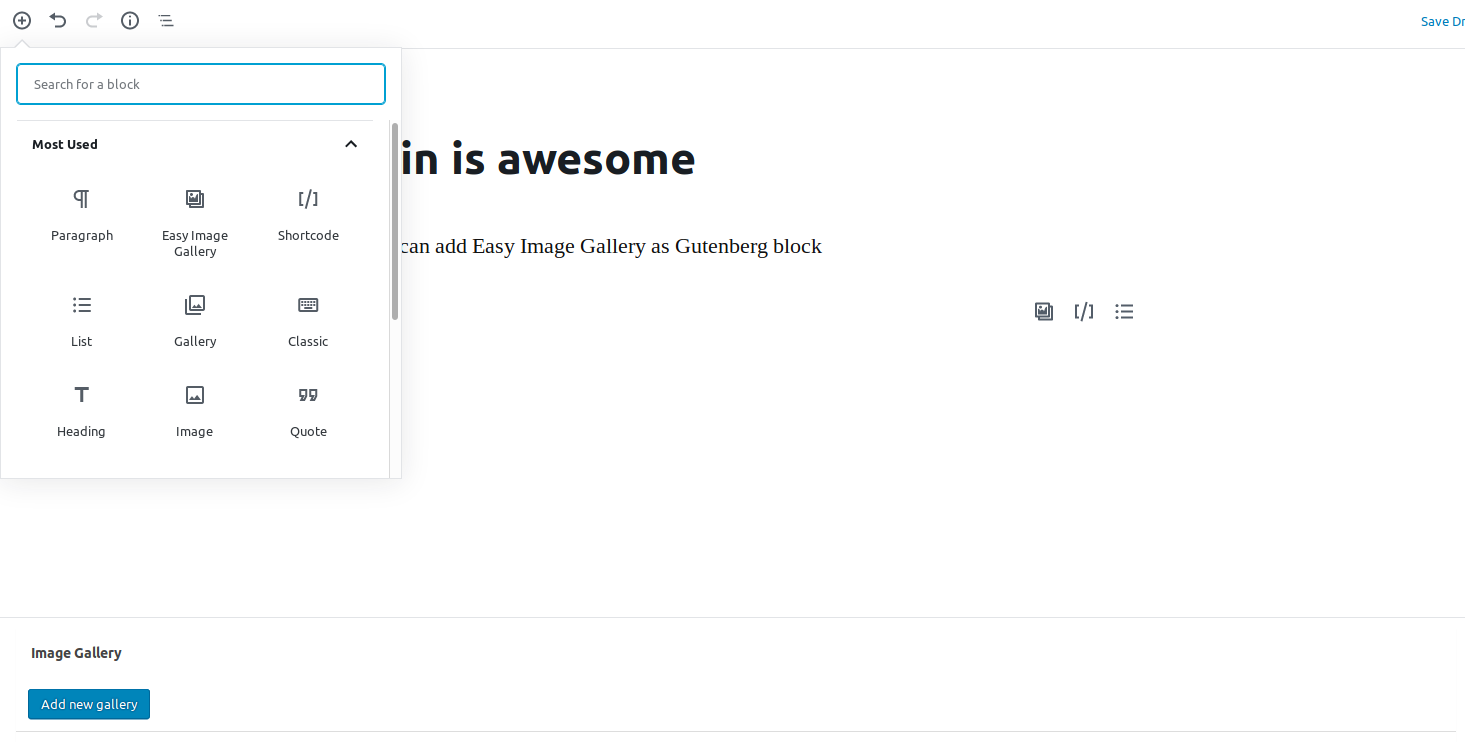 Save Dr
Search for a block
Most Used
in is awesome
Paragraph
Easy Image
Gallery
Shortcode
can add Easy Image Gallery as Gutenberg block
List
Gallery
Classic
Heading
Image
Quote
Image Gallery
Add new gallery